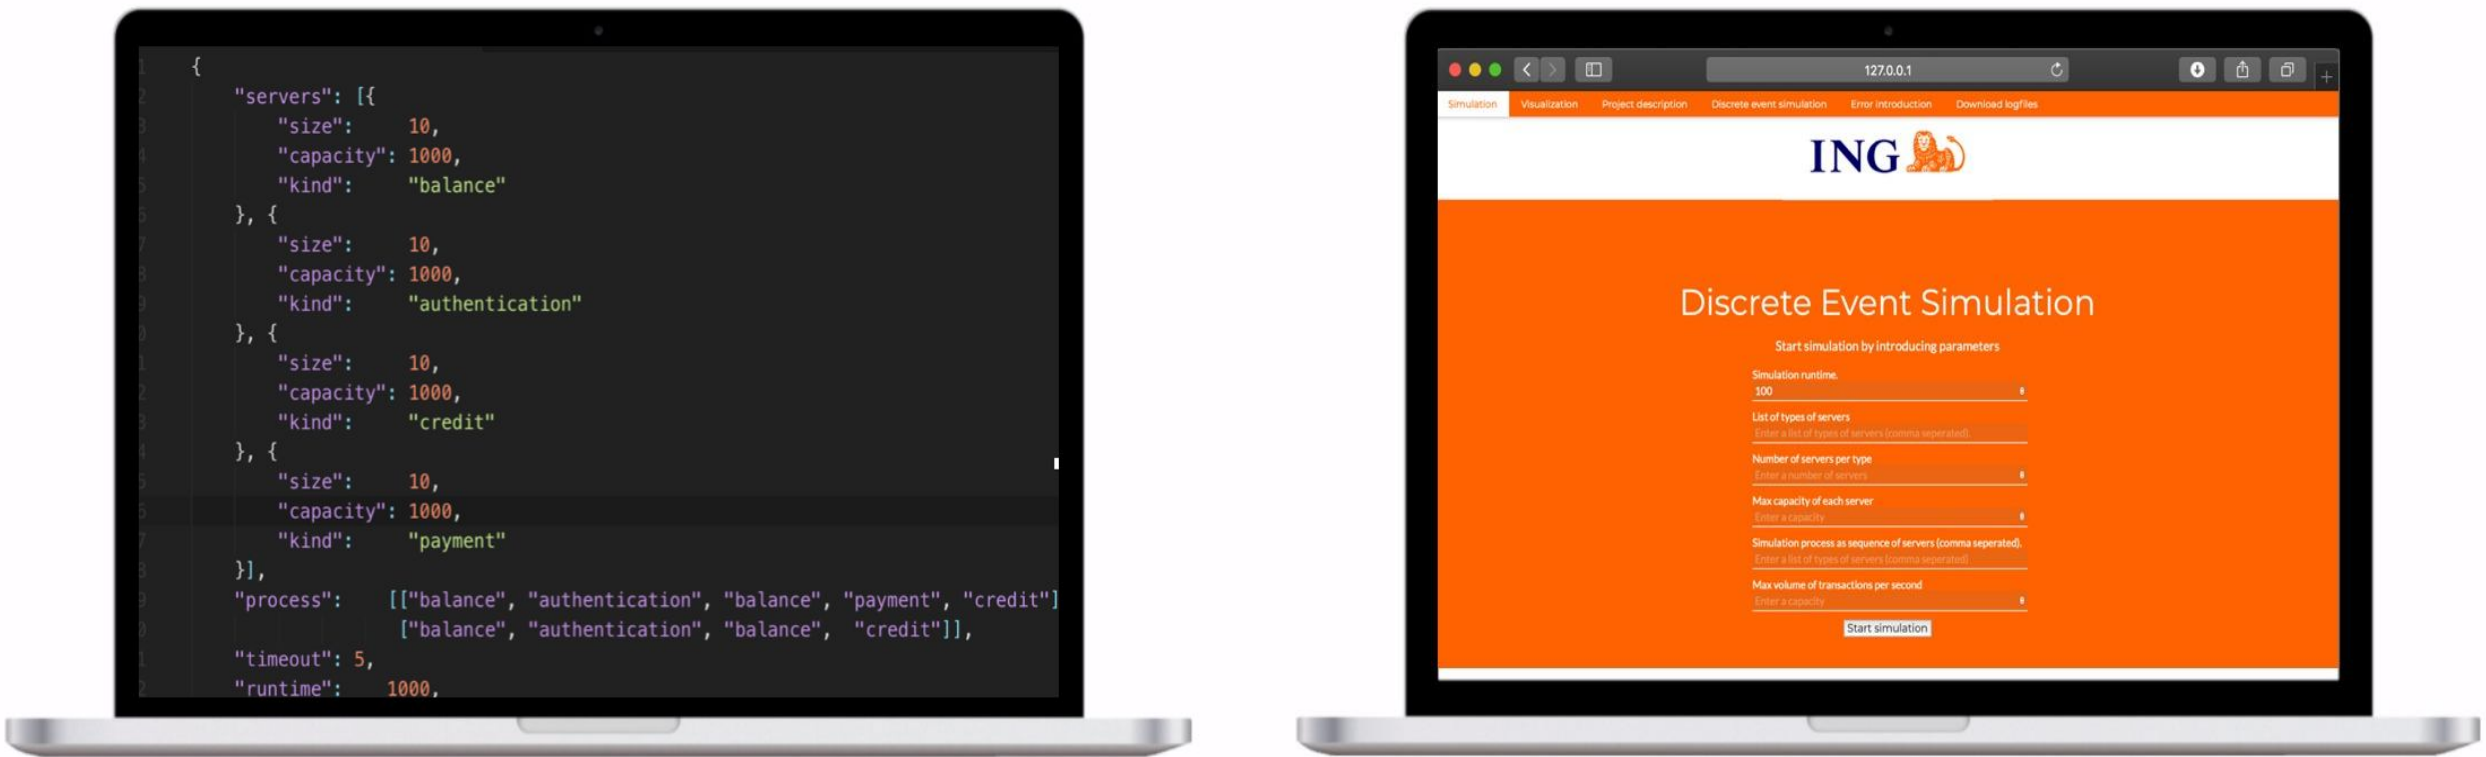 {
"servers": [{
"size": 10,
"capacity": 1000,
"kind": "balance"
}, {
"size": 10,
"capacity": 1000,
"kind": "authentication"
}, {
"size": 10,
"capacity": 1000,
"kind": "credit"
}, {
"size": 10,
"capacity": 1000,
"kind": "payment"
}],
"process": [["balance", "authentication", "balance", "payment", "credit"]
["balance", "authentication", "balance", "credit"]],
"timeout": 5,
"runtime": 1000,
127.0.0.1
Simulation Visualization Project description Discrete event simulation Error introduction Download logfiles
ING
Discrete Event Simulation
Start simulation by introducing parameters
Simulation runtime.
100
List of types of servers
Enter a list of types of servers (comma seperated).
Number of servers per type
Enter a number of servers
Max capacity of each server
Enter a capacity
Simulation process as sequence of servers (comma seperated).
Enter a list of types of servers (comma seperated)
Max volume of transactions per second
Enter a capacity
Start simulation